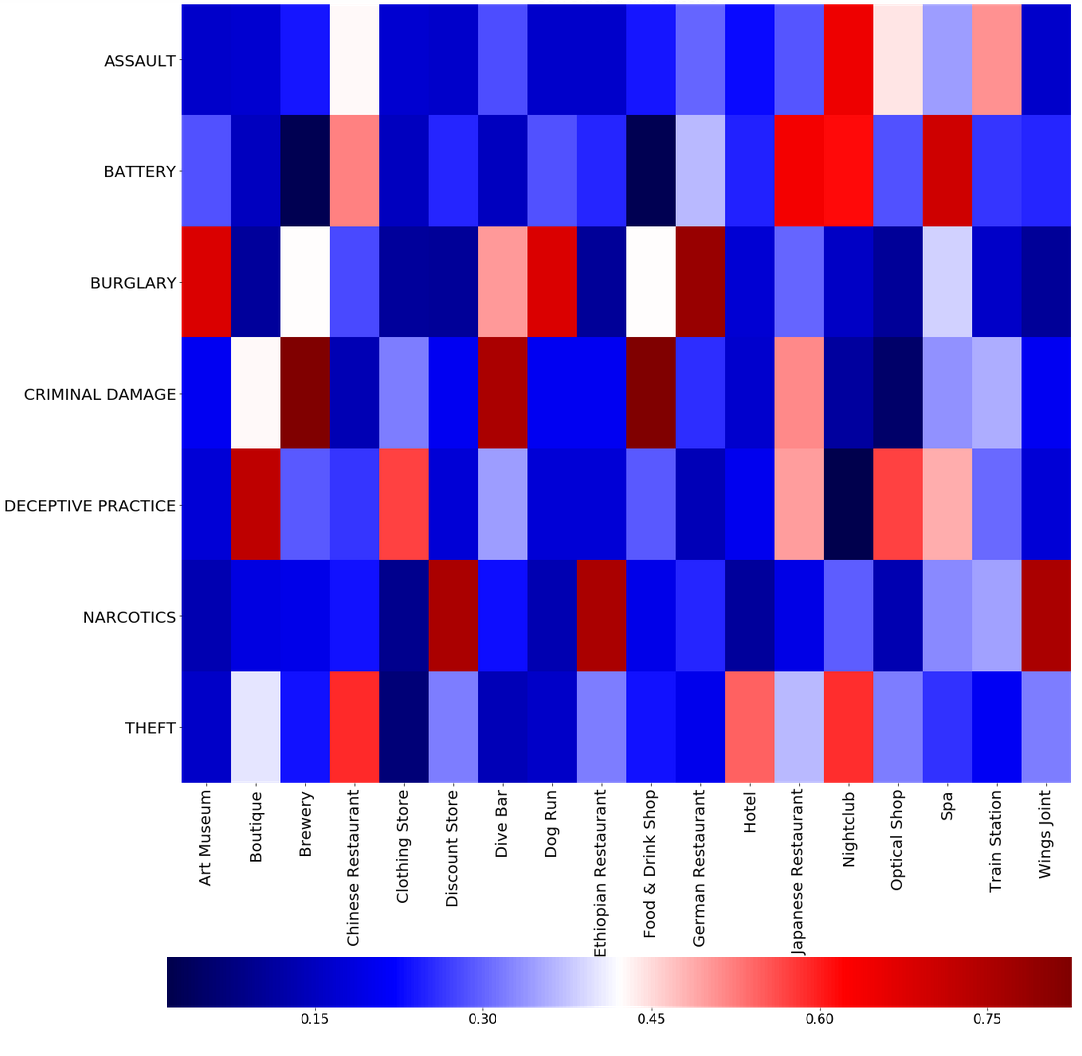 ASSAULT
BATTERY
BURGLARY
CRIMINAL DAMAGE
DECEPTIVE PRACTICE
NARCOTICS
THEFT
Art Museum
Boutique
Brewery
Chinese Restaurant
Clothing Store
Discount Store
Dive Bar
Dog Run
Ethiopian Restaurant
Food & Drink Shop
German Restaurant
Hotel
Japanese Restaurant
Nightclub
Optical Shop
Spa
Train Station
Wings Joint
0.15 0.30 0.45 0.60 0.75